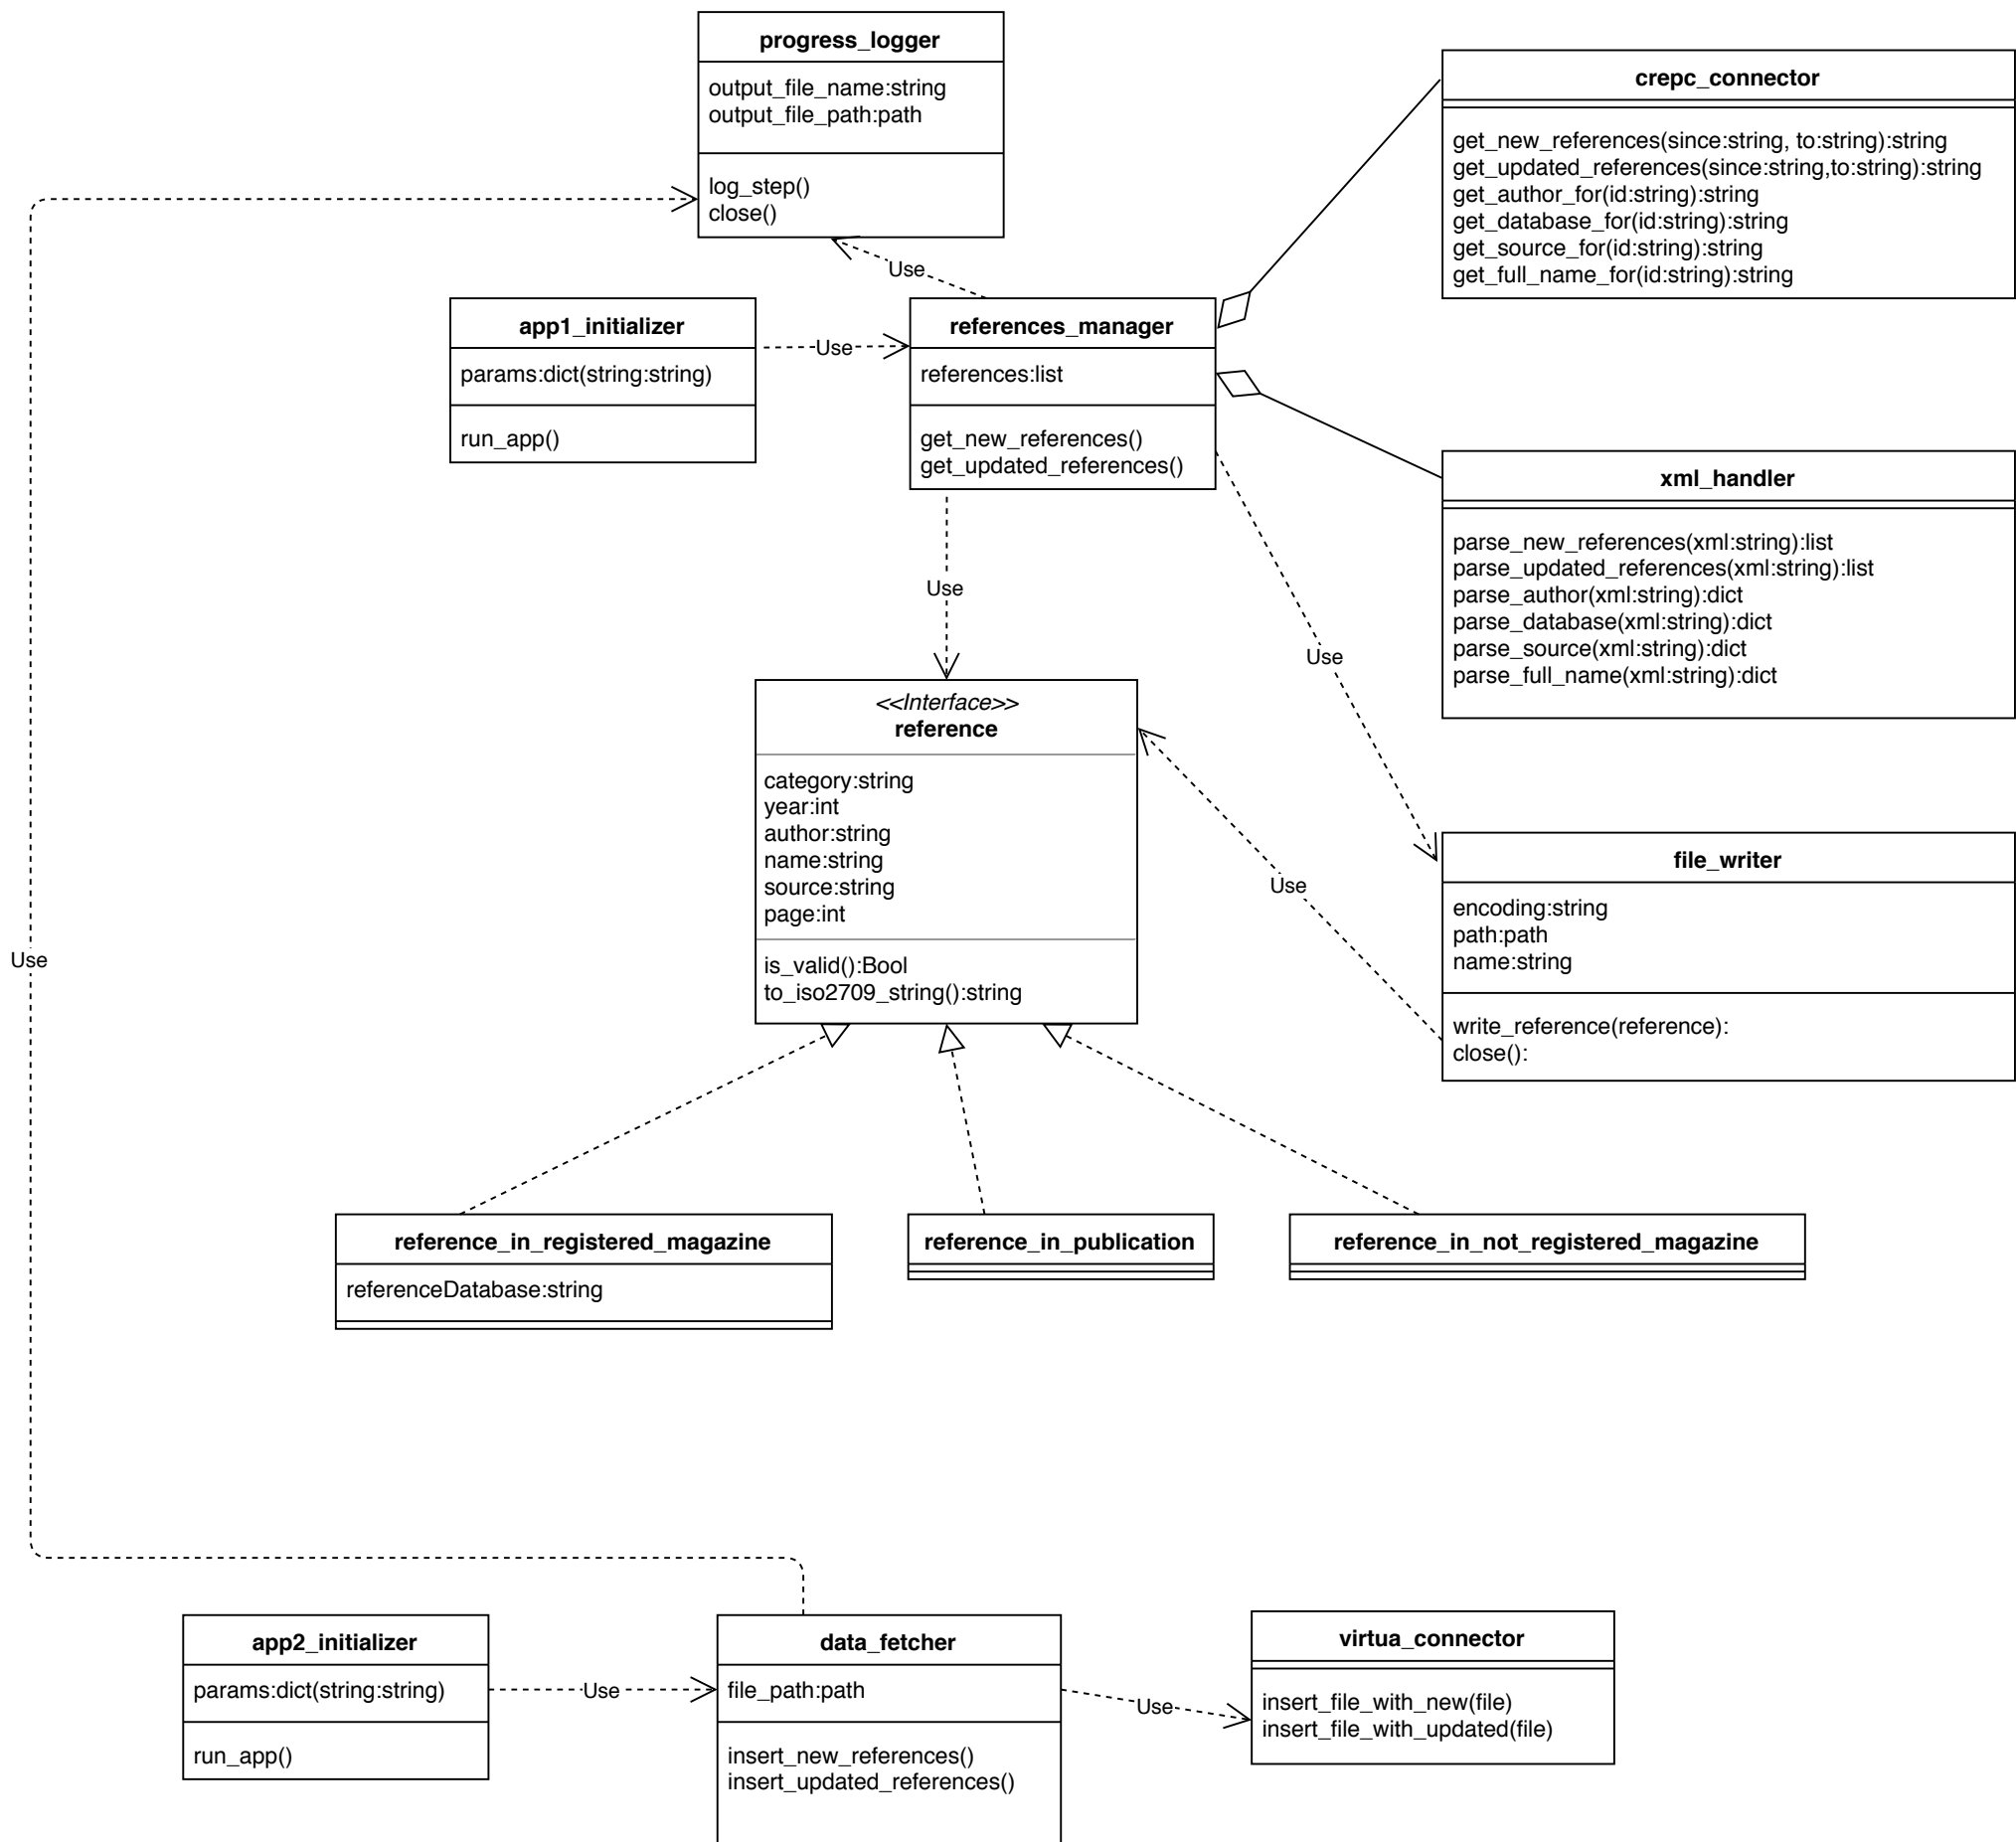 progress_logger
output_file_name:string
output_file_path:path
log_step()
close()
crepc_connector
get_new_references(since:string, to:string):string
get_updated_references(since:string,to:string):string
get_author_for(id:string):string
get_database_for(id:string):string
get_source_for(id:string):string
get_full_name_for(id:string):string
Use
app1_initializer
params:dict(string:string)
run_app()
Use
references_manager
references:list
get_new_references()
get_updated_references()
xml_handler
parse_new_references(xml:string):list
parse_updated_references(xml:string):list
parse_author(xml:string):dict
parse_database(xml:string):dict
parse_source(xml:string):dict
parse_full_name(xml:string):dict
Use
Use
<<Interface>>
reference
category:string
year:int
author:string
name:string
source:string
page:int
is_valid():Bool
to_iso2709_string():string
Use
file_writer
encoding:string
path:path
name:string
write_reference(reference):
close():
Use
reference_in_registered_magazine
referenceDatabase:string
reference_in_publication
reference_in_not_registered_magazine
app2_initializer
params:dict(string:string)
run_app()
Use
data_fetcher
file_path:path
insert_new_references()
insert_updated_references()
Use
virtua_connector
insert_file_with_new(file)
insert_file_with_updated(file)